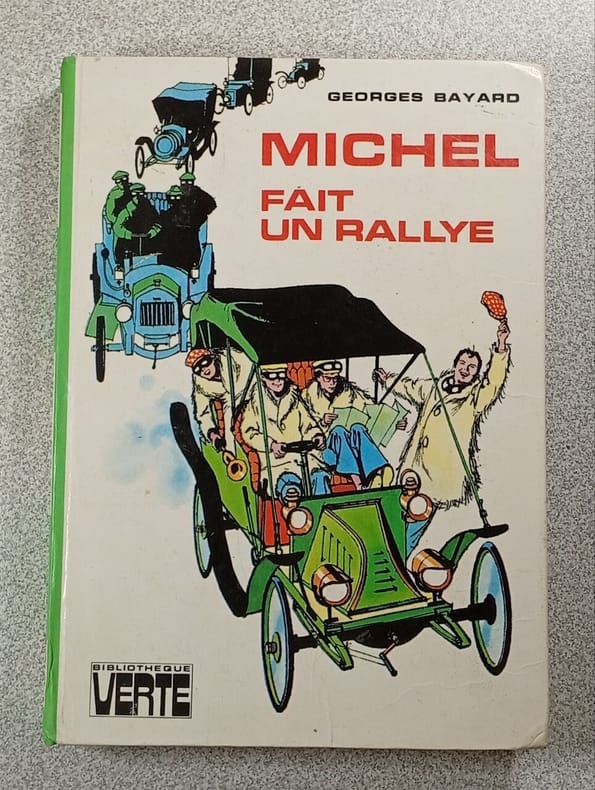 GEORGES BAYARD
MICHEL
FAIT
UN RALLYE
BIBLIOTHEQUE
VERTE